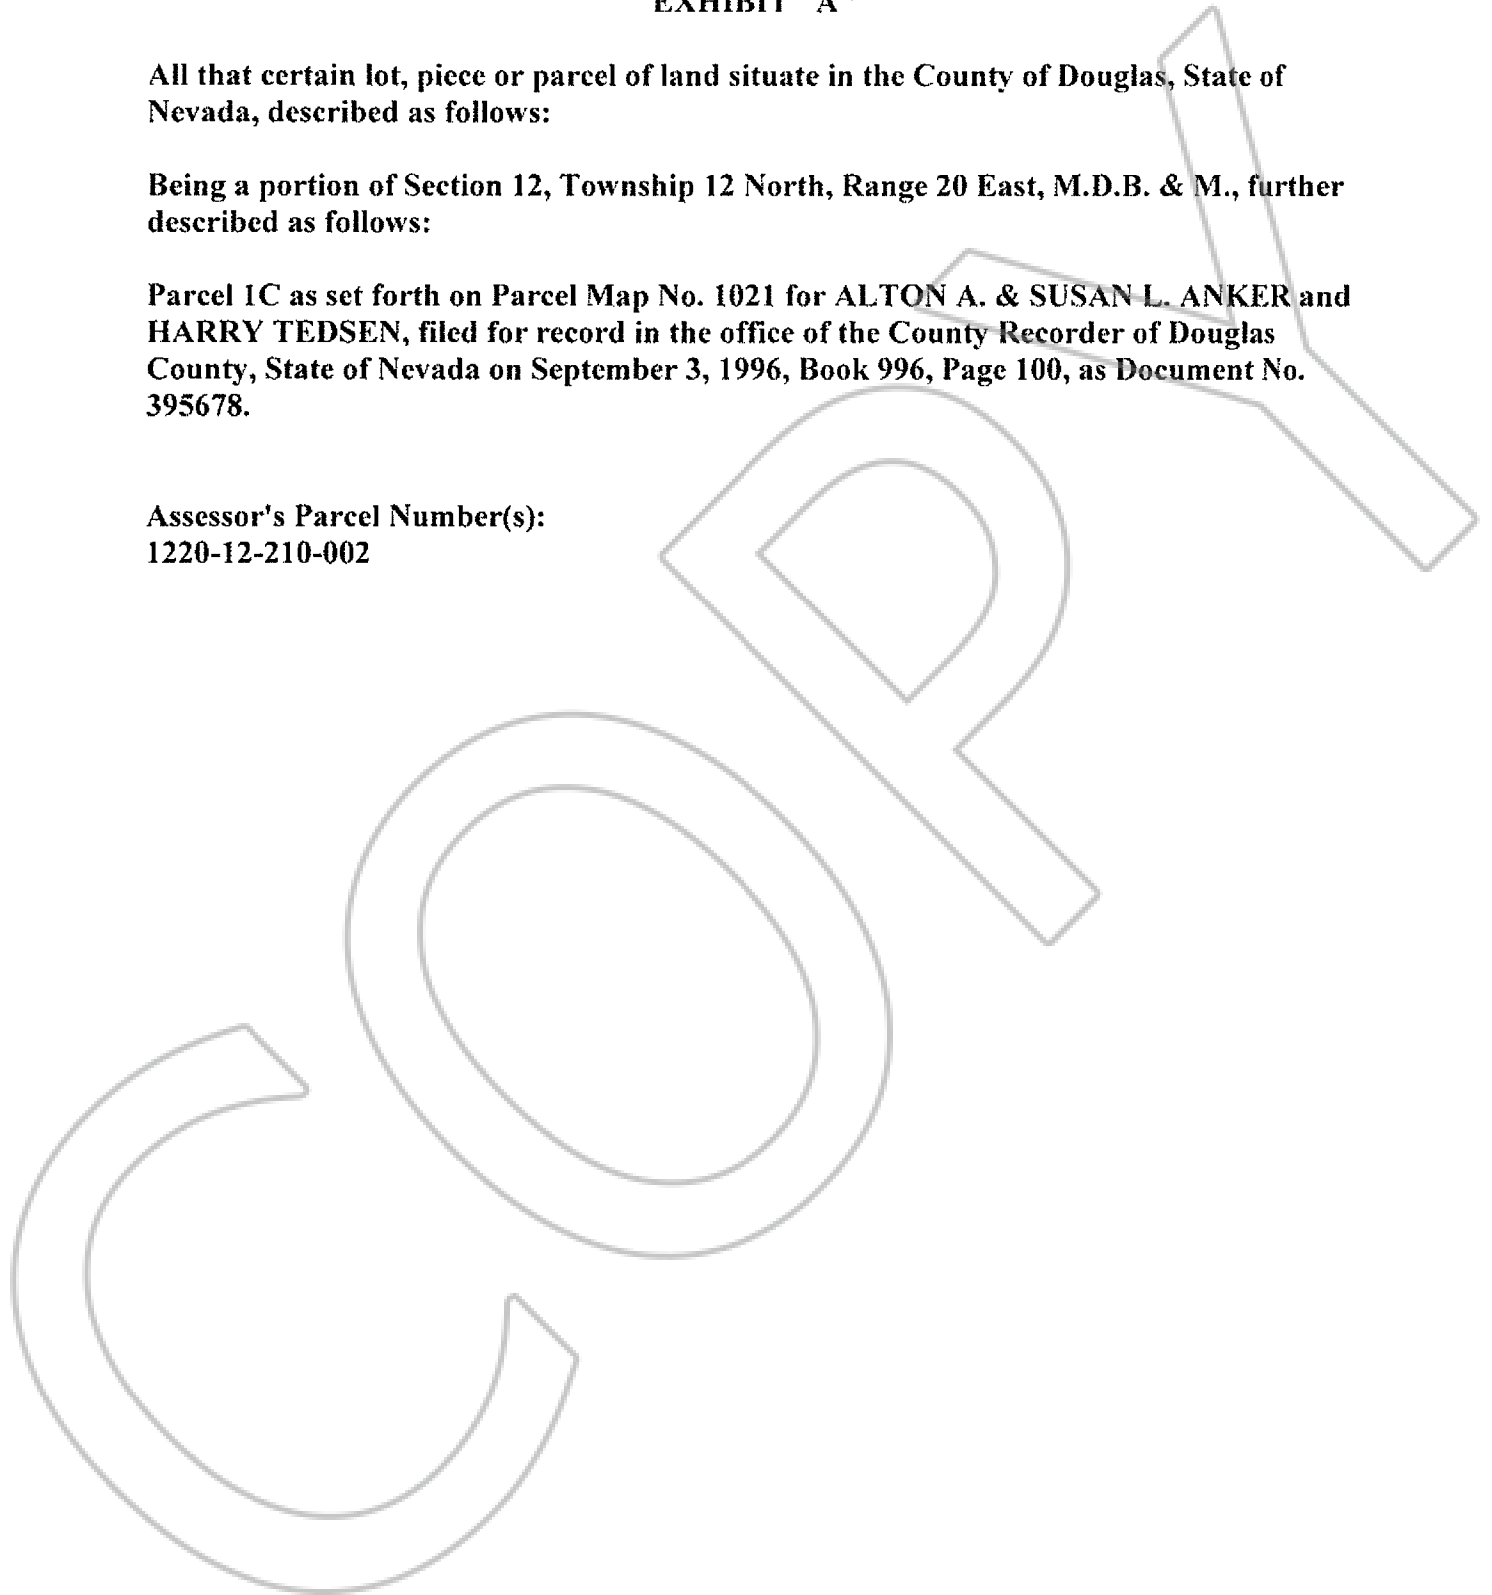 EXHIBIT "A"
All that certain lot, piece or parcel of land situate in the County of Douglas, State of
Nevada, described as follows:
Being a portion of Section 12, Township 12 North, Range 20 East, M.D.B. & M., further
described as follows:
Parcel 1C as set forth on Parcel Map No. 1021 for ALTON A. & SUSAN L. ANKER and
HARRY TEDSEN, filed for record in the office of the County Recorder of Douglas
County, State of Nevada on September 3, 1996, Book 996, Page 100, as Document No.
395678.
Assessor's Parcel Number(s):
1220-12-210-002
COPY